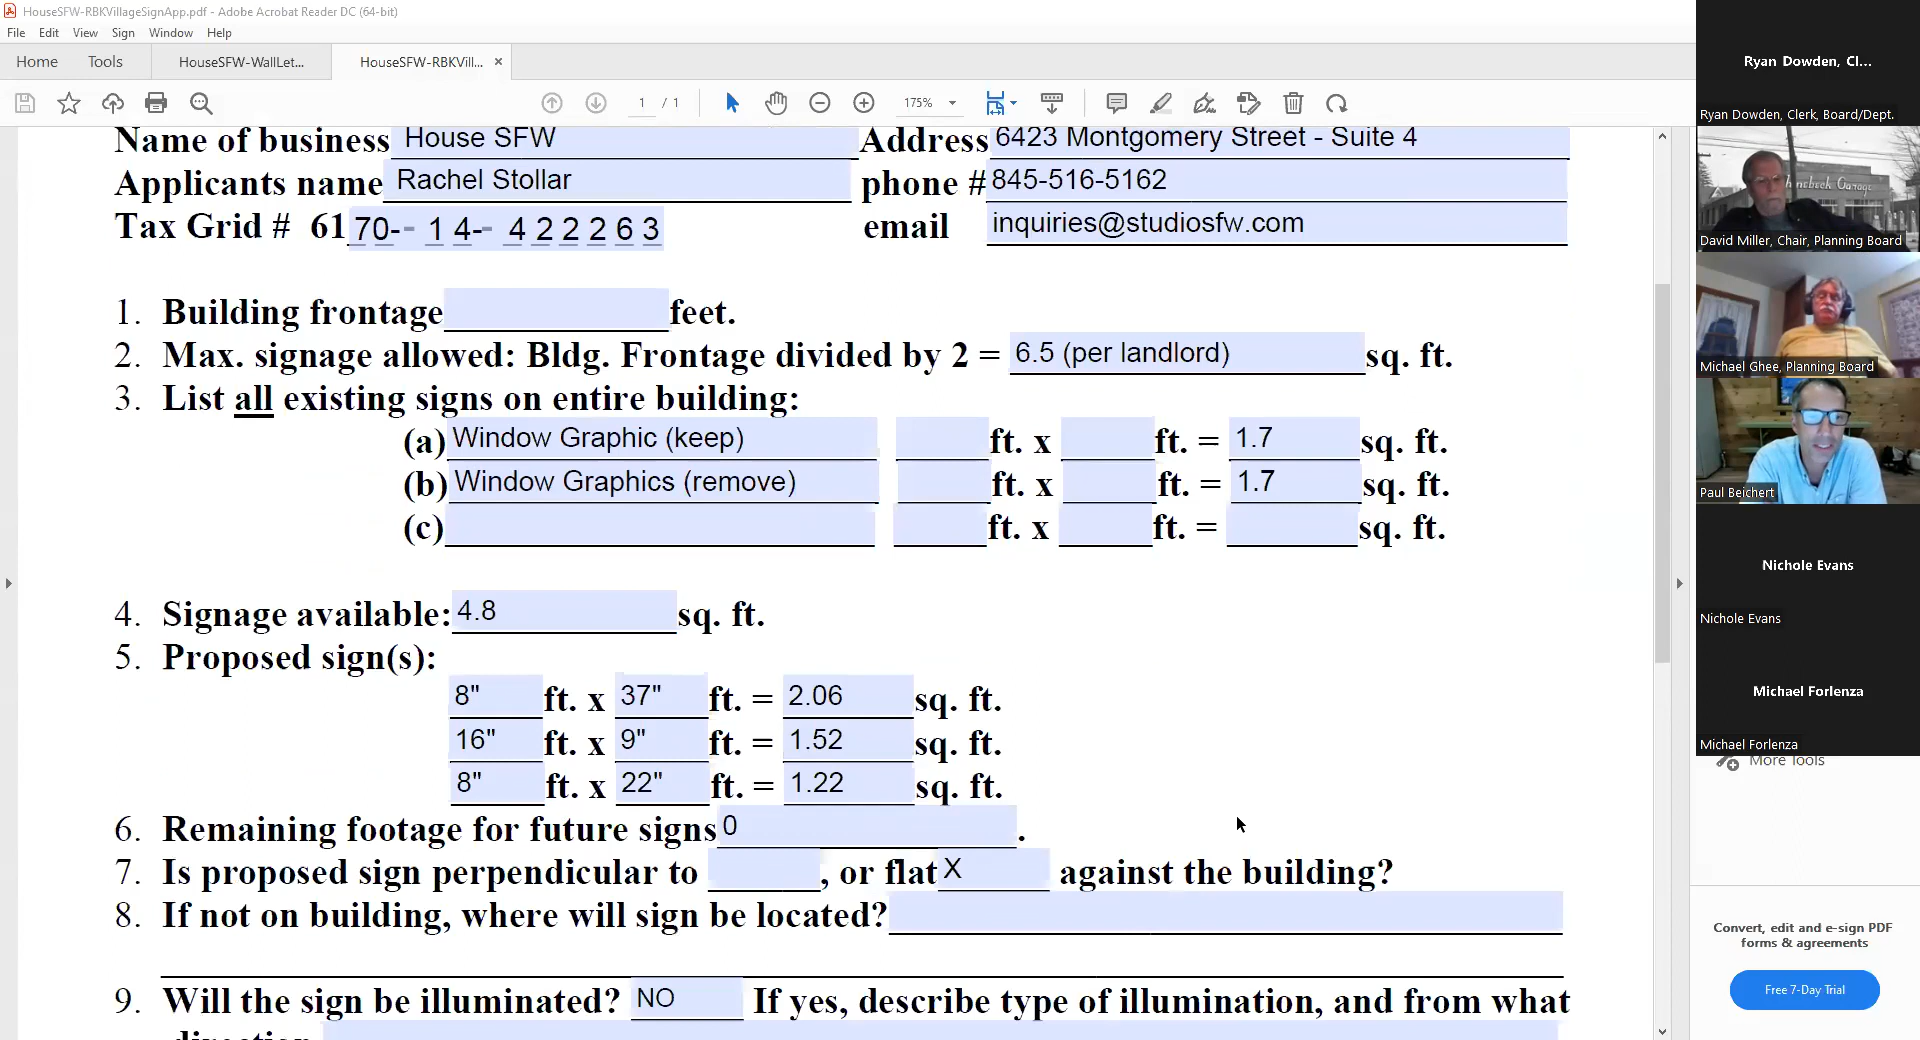 HouseSFW-RBKVillageSignApp.pdf - Adobe Acrobat Reader DC (64-bit)
File Edit View Sign Window Help
Home Tools HouseSFW-WallLet... HouseSFW-RBKVill... ×
1 / 1 175%
Name of business House SFW Address 6423 Montgomery Street - Suite 4
Applicants name Rachel Stollar phone # 845-516-5162
Tax Grid # 61 70-- 1 4-- 4 2 2 2 6 3 email inquiries@studiosfw.com
1. Building frontage feet.
2. Max. signage allowed: Bldg. Frontage divided by 2 = 6.5 (per landlord) sq. ft.
3. List all existing signs on entire building:
(a) Window Graphic (keep) ft. x ft. = 1.7 sq. ft.
(b) Window Graphics (remove) ft. x ft. = 1.7 sq. ft.
(c) ft. x ft. = sq. ft.
4. Signage available: 4.8 sq. ft.
5. Proposed sign(s):
8" ft. x 37" ft. = 2.06 sq. ft.
16" ft. x 9" ft. = 1.52 sq. ft.
8" ft. x 22" ft. = 1.22 sq. ft.
6. Remaining footage for future signs 0 .
7. Is proposed sign perpendicular to , or flat X against the building?
8. If not on building, where will sign be located?
9. Will the sign be illuminated? NO If yes, describe type of illumination, and from what
direction
Ryan Dowden, Cl...
Ryan Dowden, Clerk, Board/Dept.
Rhinebeck Garage
David Miller, Chair, Planning Board
Michael Ghee, Planning Board
Paul Beichert
Nichole Evans
Nichole Evans
Michael Forlenza
Michael Forlenza
More Tools
Convert, edit and e-sign PDF
forms & agreements
Free 7-Day Trial